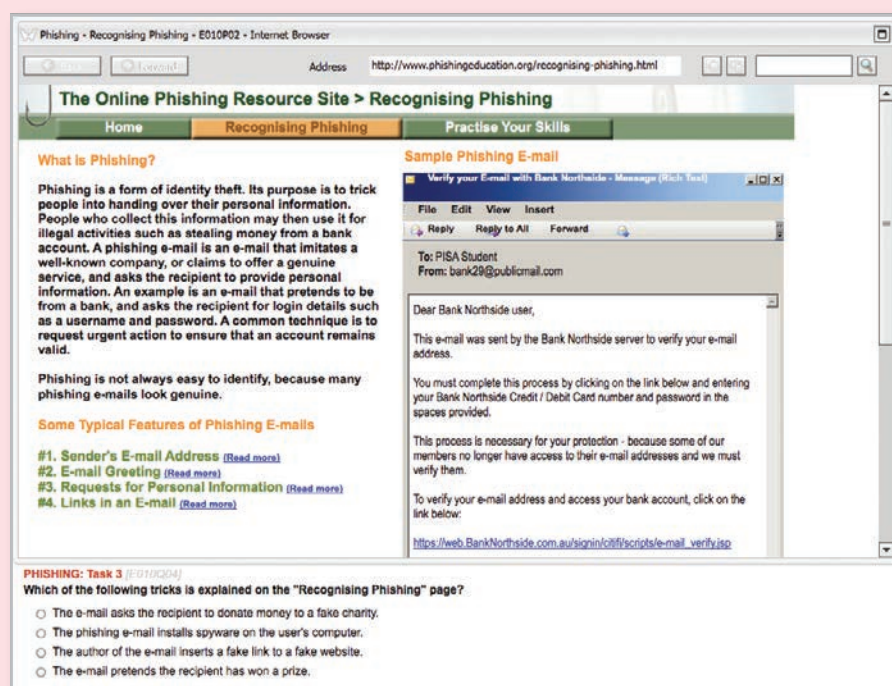 Phishing - Recognising Phishing - E010P02 - Internet Browser
Forward
Address
http://www.phishingeducation.org/recognising-phishing.html
The Online Phishing Resource Site > Recognising Phishing
Home
Recognising Phishing
Practise Your Skills
What is Phishing?
Phishing is a form of identity theft. Its purpose is to trick
people into handing over their personal information.
People who collect this information may then use it for
illegal activities such as stealing money from a bank
account. A phishing e-mail is an e-mail that imitates a
well-known company, or claims to offer a genuine
service, and asks the recipient to provide personal
information. An example is an e-mail that pretends to be
from a bank, and asks the recipient for login details such
as a username and password. A common technique is to
request urgent action to ensure that an account remains
valid.
Phishing is not always easy to identify, because many
phishing e-mails look genuine.
Some Typical Features of Phishing E-mails
#1. Sender's E-mail Address (Read more)
#2. E-mail Greeting (Read more)
#3. Requests for Personal Information (Read more)
#4. Links in an E-mail (Read more)
Sample Phishing E-mail
Verify your E-mail with Bank Northside - Message (Rich Text)
File Edit View Insert
Reply Reply to All Forward
To: PISA Student
From: bank29@publicmail.com
Dear Bank Northside user,
This e-mail was sent by the Bank Northside server to verify your e-mail
address.
You must complete this process by clicking on the link below and entering
your Bank Northside Credit / Debit Card number and password in the
spaces provided.
This process is necessary for your protection - because some of our
members no longer have access to their e-mail addresses and we must
verify them.
To verify your e-mail address and access your bank account, click on the
link below:
https://web.BankNorthside.com.au/signin/citifi/scripts/e-mail_verify.jsp
PHISHING: Task 3 [E010Q04]
Which of the following tricks is explained on the "Recognising Phishing" page?
The e-mail asks the recipient to donate money to a fake charity.
The phishing e-mail installs spyware on the user's computer.
The author of the e-mail inserts a fake link to a fake website.
The e-mail pretends the recipient has won a prize.